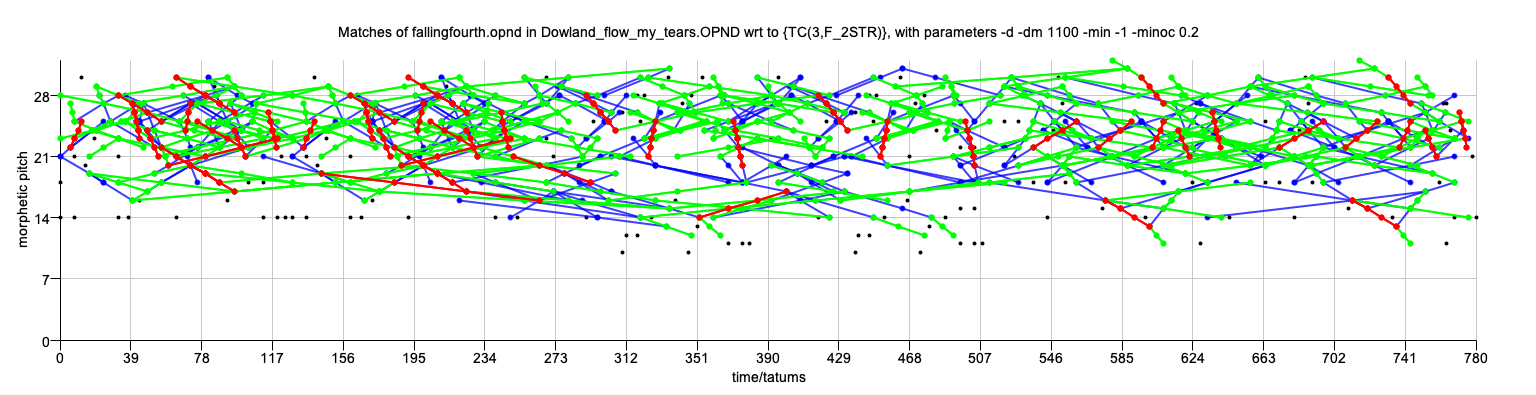 Matches of fallingfourth.opnd in Dowland_flow_my_tears.OPND wrt to {TC(3,F_2STR)}, with parameters -d -dm 1100 -min -1 -minoc 0.2
morphetic pitch
28
21
14
7
0
0 39 78 117 156 195 234 273 312 351 390 429 468 507 546 585 624 663 702 741 780
time/tatums